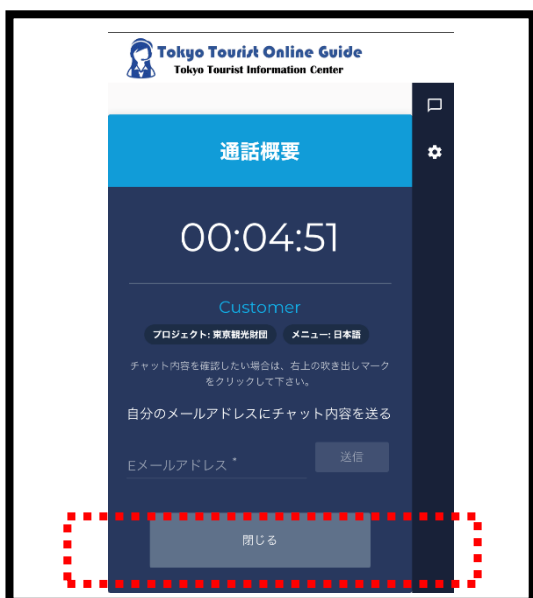 Tokyo Tourist Online Guide
Tokyo Tourist Information Center
通話概要
00:04:51
Customer
プロジェクト: 東京観光財団 メニュー: 日本語
チャット内容を確認したい場合は、右上の吹き出しマーク
をクリックして下さい。
自分のメールアドレスにチャット内容を送る
Eメールアドレス * 送信
閉じる